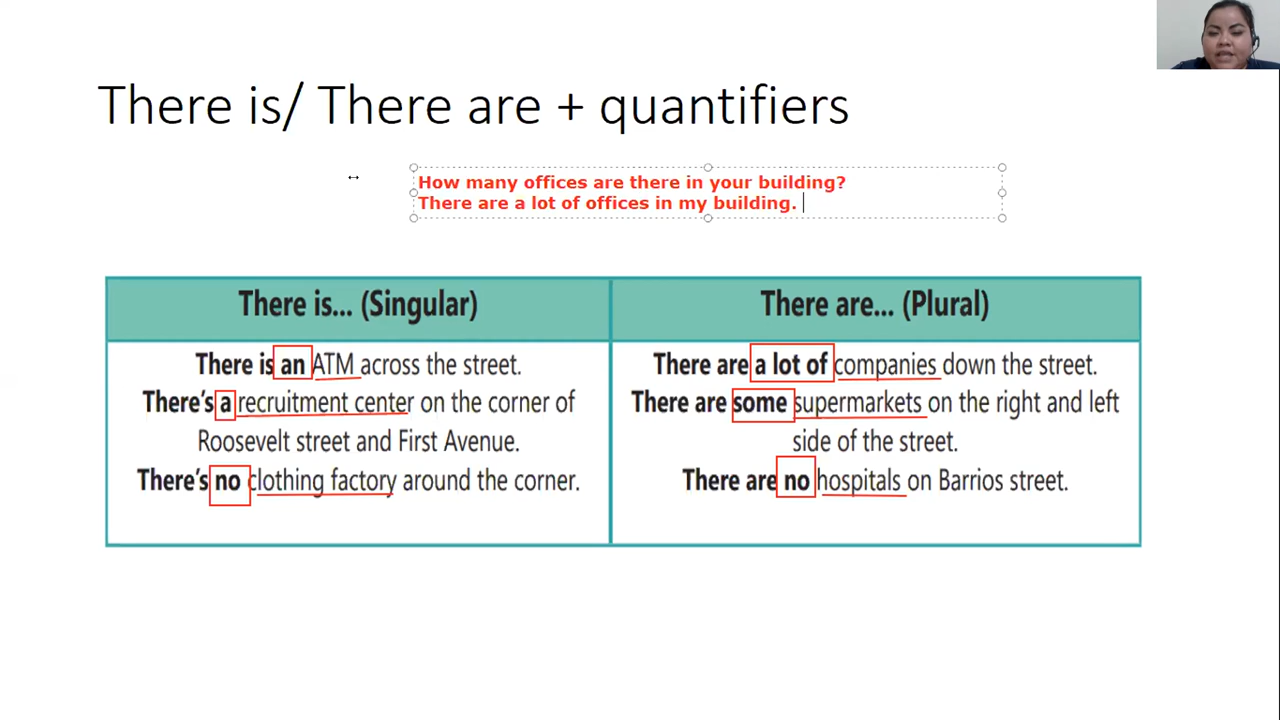 There is/ There are + quantifiers
How many offices are there in your building?
There are a lot of offices in my building.
There is... (Singular)
There is an ATM across the street.
There's a recruitment center on the corner of
Roosevelt street and First Avenue.
There's no clothing factory around the corner.
There are... (Plural)
There are a lot of companies down the street.
There are some supermarkets on the right and left
side of the street.
There are no hospitals on Barrios street.